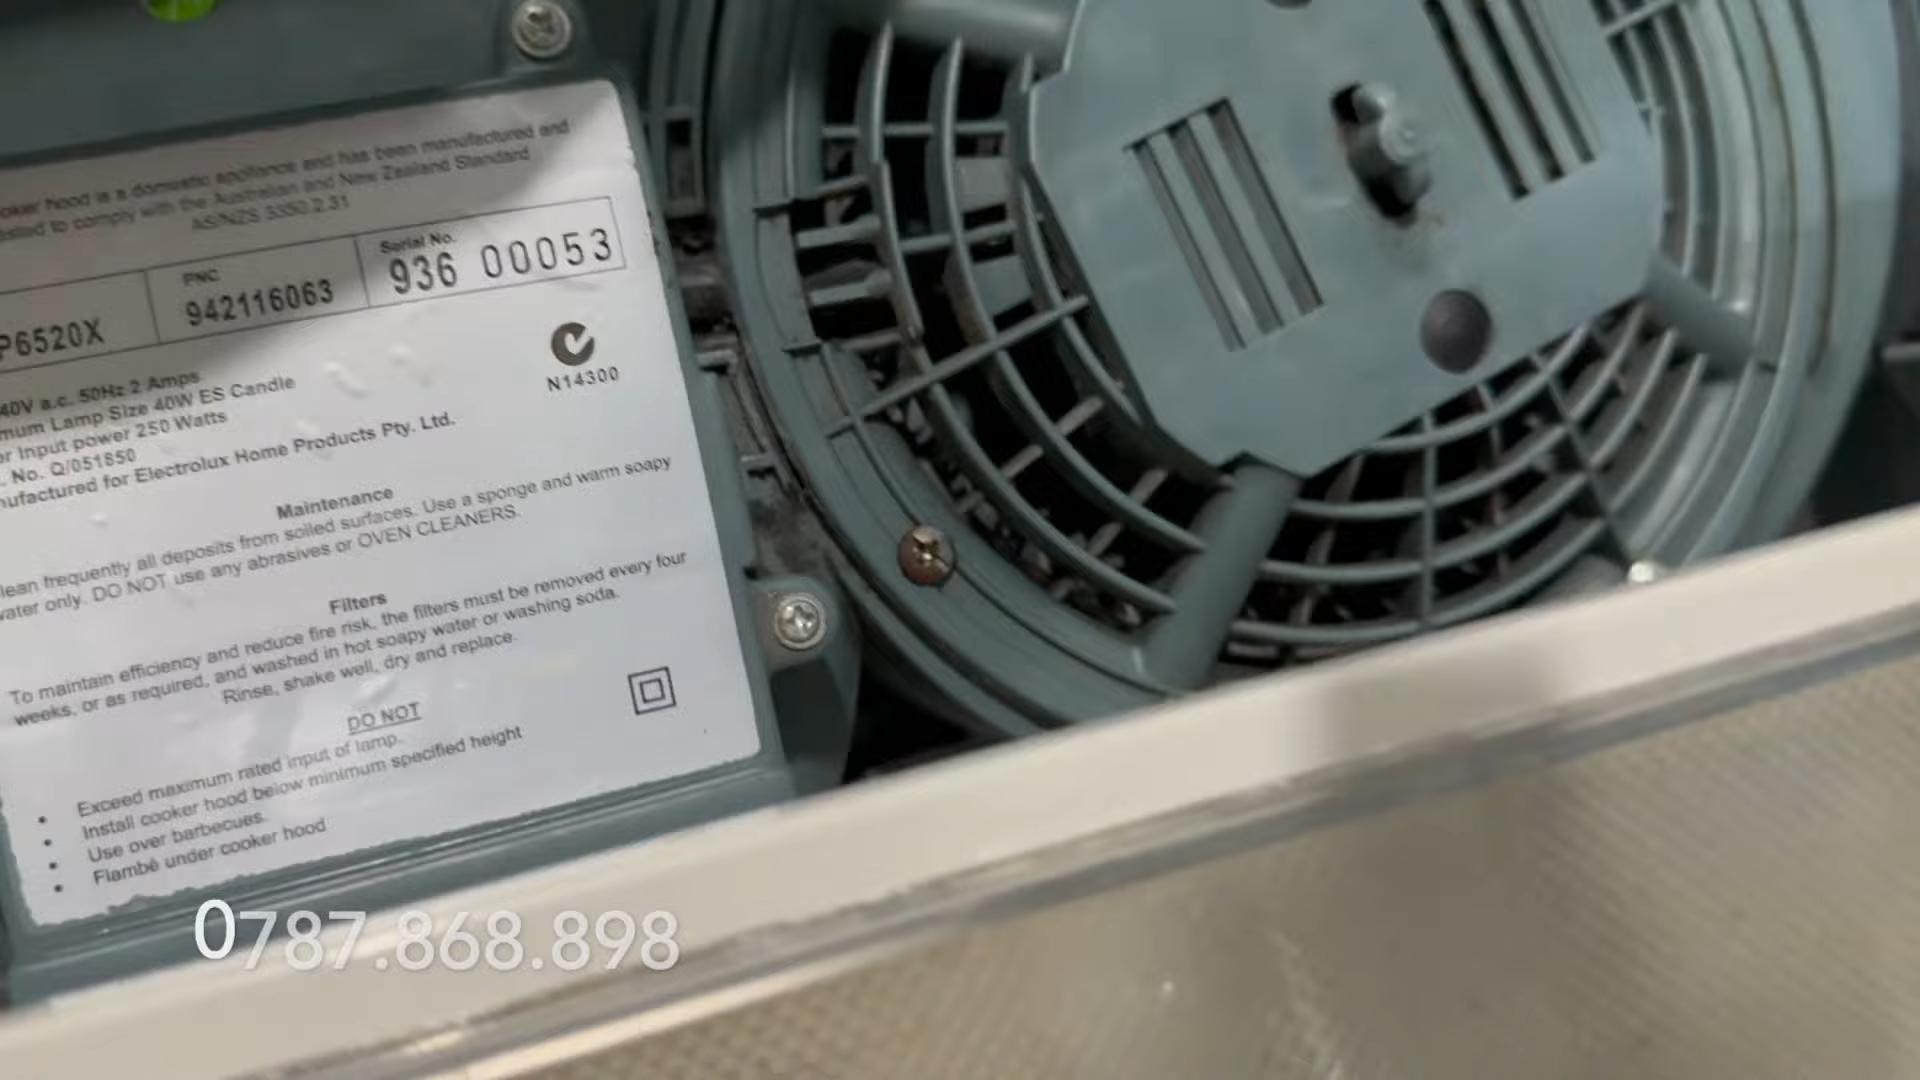 oker hood is a domestic appliance and has been manufactured and
ested to comply with the Australian and New Zealand Standard
AS/NZS 3350.2.31
PNC
Serial No.
P6520X
942116063
936 00053
40V a.c. 50Hz 2 Amps
mum Lamp Size 40W ES Candle
or Input power 250 Watts
. No. Q/051850
nufactured for Electrolux Home Products Pty. Ltd.
N14300
Maintenance
lean frequently all deposits from soiled surfaces. Use a sponge and warm soapy
vater only. DO NOT use any abrasives or OVEN CLEANERS.
Filters
To maintain efficiency and reduce fire risk, the filters must be removed every four
weeks, or as required, and washed in hot soapy water or washing soda.
Rinse, shake well, dry and replace.
DO NOT
• Exceed maximum rated input of lamp.
• Install cooker hood below minimum specified height
• Use over barbecues.
• Flambé under cooker hood
0787.868.898